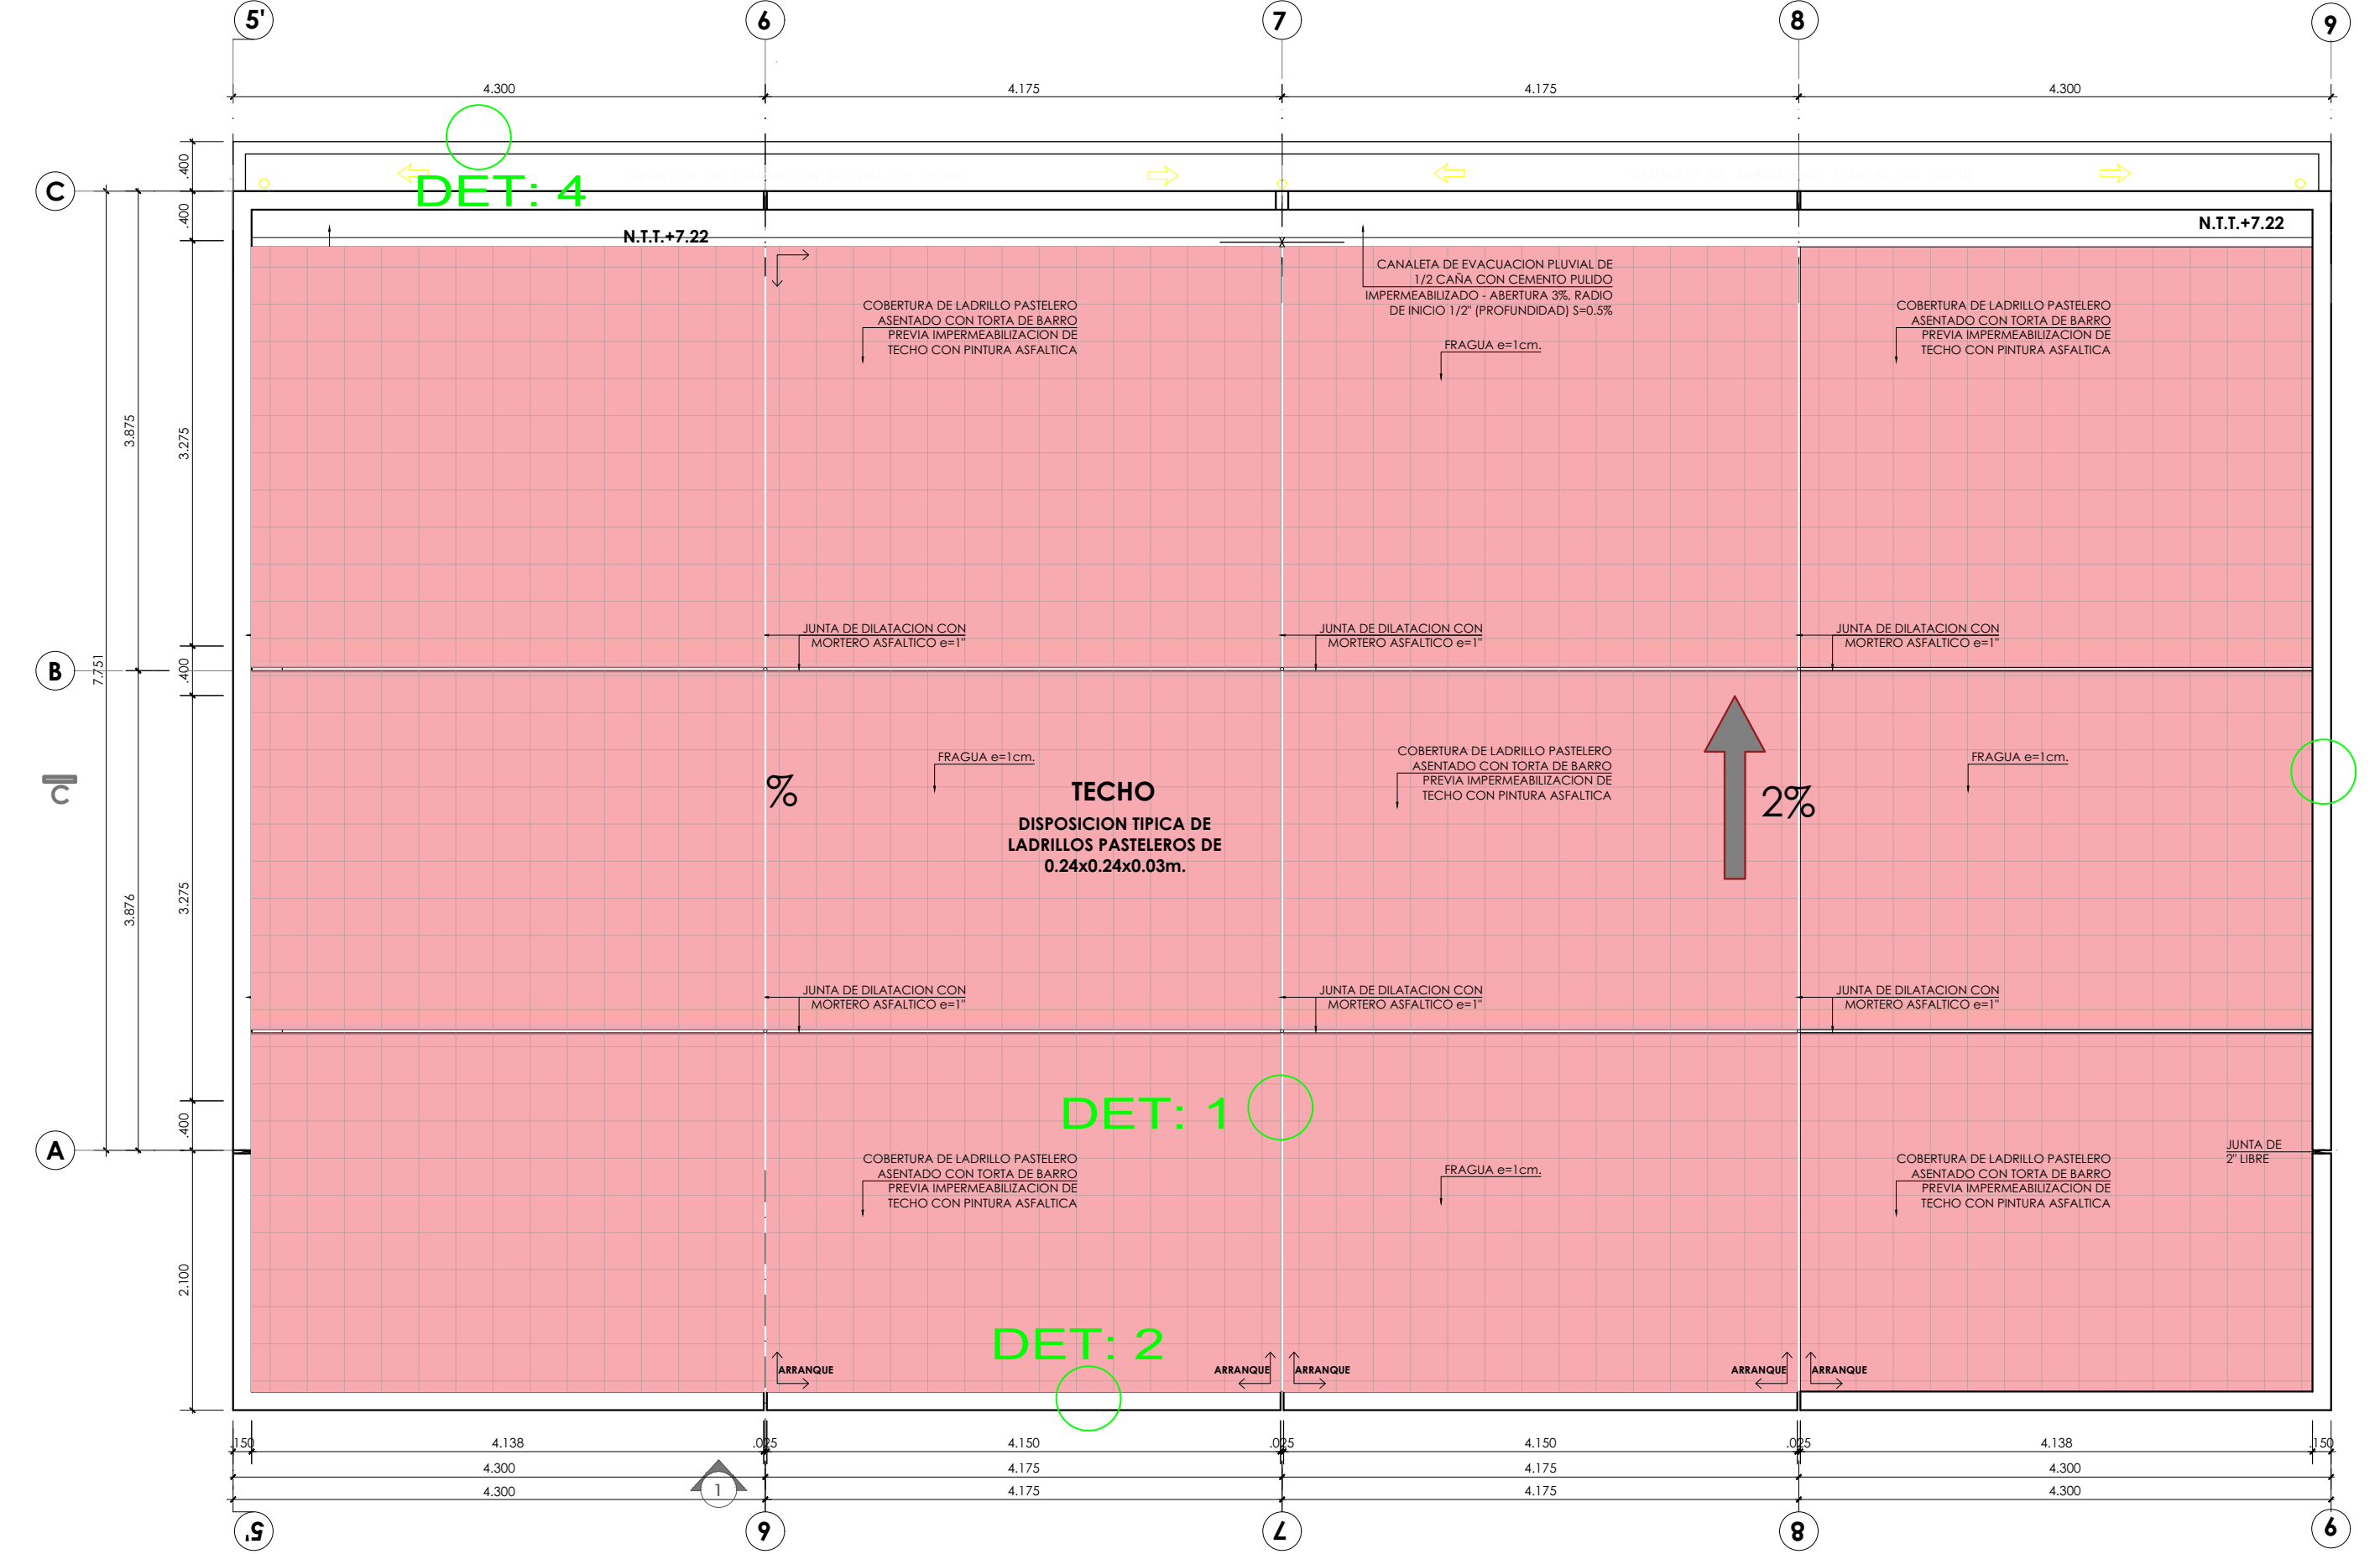 5' 6 7 8 9
4.300 4.175 4.175 4.300
.400
DET: 4
C
.400
N.T.T.+7.22
N.T.T.+7.22
CANALETA DE EVACUACION PLUVIAL DE
1/2 CAÑA CON CEMENTO PULIDO
IMPERMEABILIZADO - ABERTURA 3%, RADIO
DE INICIO 1/2" (PROFUNDIDAD) S=0.5%
COBERTURA DE LADRILLO PASTELERO
ASENTADO CON TORTA DE BARRO
PREVIA IMPERMEABILIZACION DE
TECHO CON PINTURA ASFALTICA
FRAGUA e=1cm.
COBERTURA DE LADRILLO PASTELERO
ASENTADO CON TORTA DE BARRO
PREVIA IMPERMEABILIZACION DE
TECHO CON PINTURA ASFALTICA
3.875
3.275
JUNTA DE DILATACION CON
MORTERO ASFALTICO e=1"
JUNTA DE DILATACION CON
MORTERO ASFALTICO e=1"
JUNTA DE DILATACION CON
MORTERO ASFALTICO e=1"
B
7.751
.400
C
FRAGUA e=1cm.
COBERTURA DE LADRILLO PASTELERO
ASENTADO CON TORTA DE BARRO
PREVIA IMPERMEABILIZACION DE
TECHO CON PINTURA ASFALTICA
FRAGUA e=1cm.
%
TECHO
DISPOSICION TIPICA DE
LADRILLOS PASTELEROS DE
0.24x0.24x0.03m.
2%
3.876
3.275
JUNTA DE DILATACION CON
MORTERO ASFALTICO e=1"
JUNTA DE DILATACION CON
MORTERO ASFALTICO e=1"
JUNTA DE DILATACION CON
MORTERO ASFALTICO e=1"
DET: 1
.400
A
COBERTURA DE LADRILLO PASTELERO
ASENTADO CON TORTA DE BARRO
PREVIA IMPERMEABILIZACION DE
TECHO CON PINTURA ASFALTICA
FRAGUA e=1cm.
COBERTURA DE LADRILLO PASTELERO
ASENTADO CON TORTA DE BARRO
PREVIA IMPERMEABILIZACION DE
TECHO CON PINTURA ASFALTICA
JUNTA DE
2" LIBRE
2.100
DET: 2
ARRANQUE ARRANQUE ARRANQUE ARRANQUE ARRANQUE
.150 4.138 .025 4.150 .025 4.150 .025 4.138 .150
4.300 4.175 4.175 4.300
4.300 4.175 4.175 4.300
1
5' 6 7 8 9